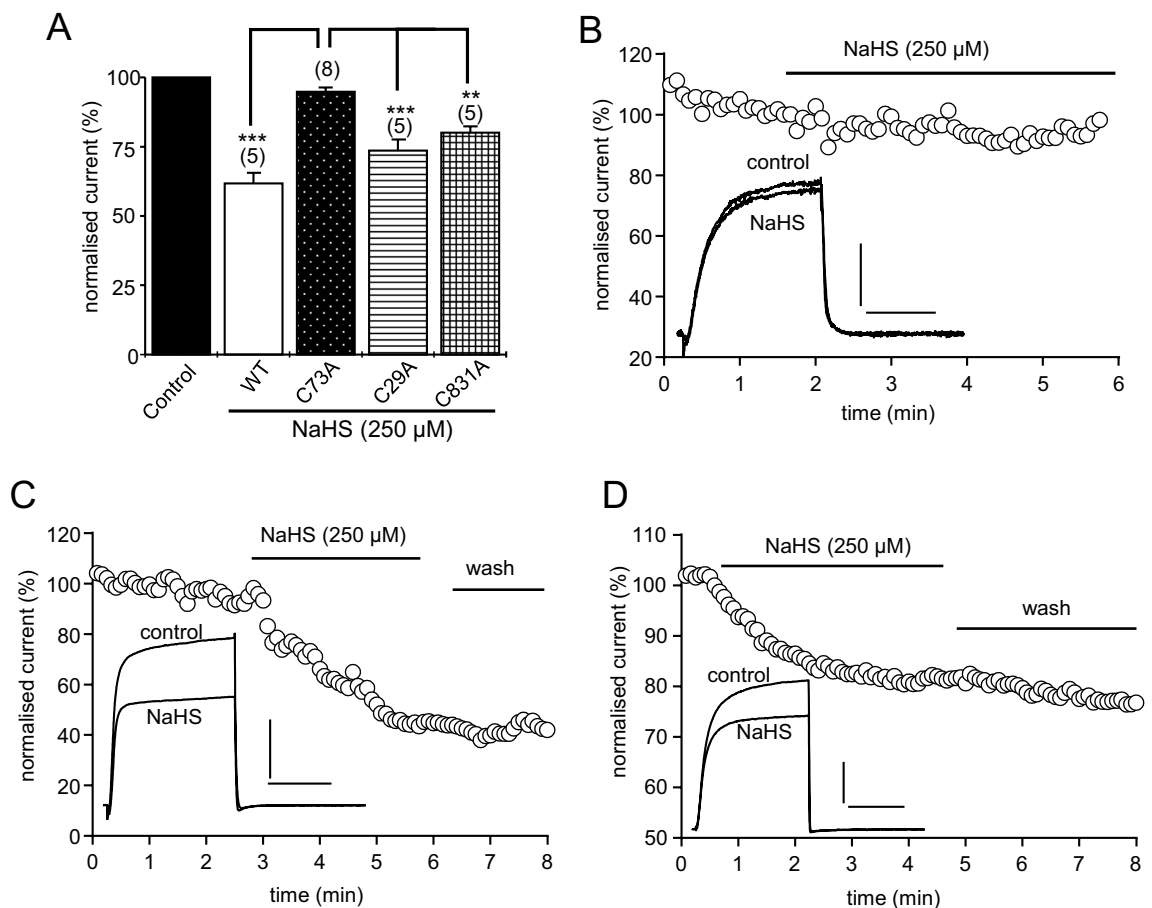 A
normalised current (%)
100
75
50
25
0
***
(5)
(8)
***
(5)
**
(5)
Control
WT
C73A
C29A
C831A
NaHS (250 µM)
B
normalised current (%)
120
100
80
60
40
20
NaHS (250 µM)
control
NaHS
0 1 2 3 4 5 6
time (min)
C
normalised current (%)
120
100
80
60
40
20
0
NaHS (250 µM)
wash
control
NaHS
0 1 2 3 4 5 6 7 8
time (min)
D
normalised current (%)
110
100
90
80
70
60
50
NaHS (250 µM)
wash
control
NaHS
0 1 2 3 4 5 6 7 8
time (min)